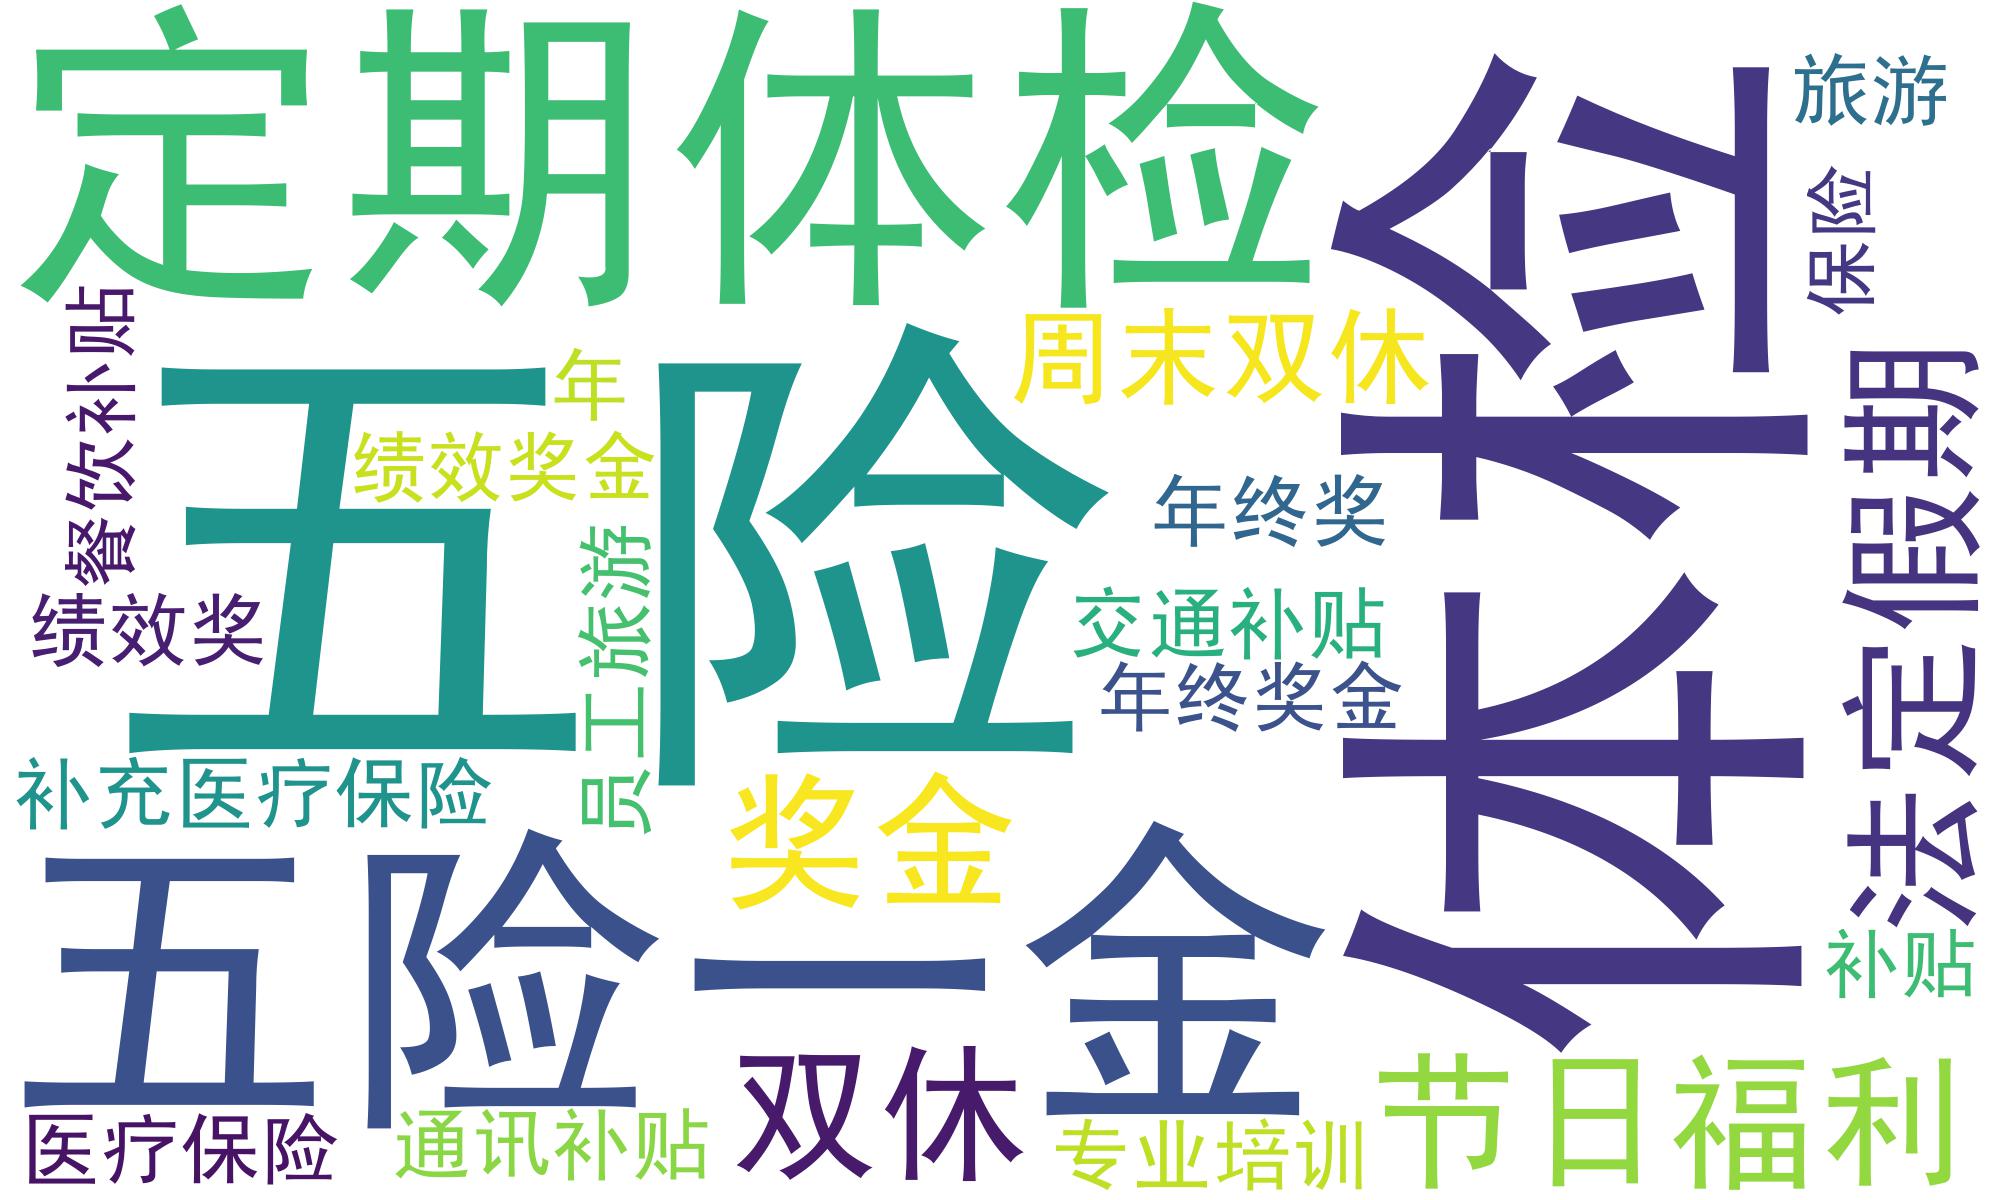 定期体检
旅游
保险
体检
周末双休
餐饮补贴
五险
年
绩效奖金
法定假期
年终奖
员工旅游
绩效奖
交通补贴
年终奖金
补充医疗保险
奖金
五险一金
补贴
双休
节日福利
医疗保险
通讯补贴
专业培训